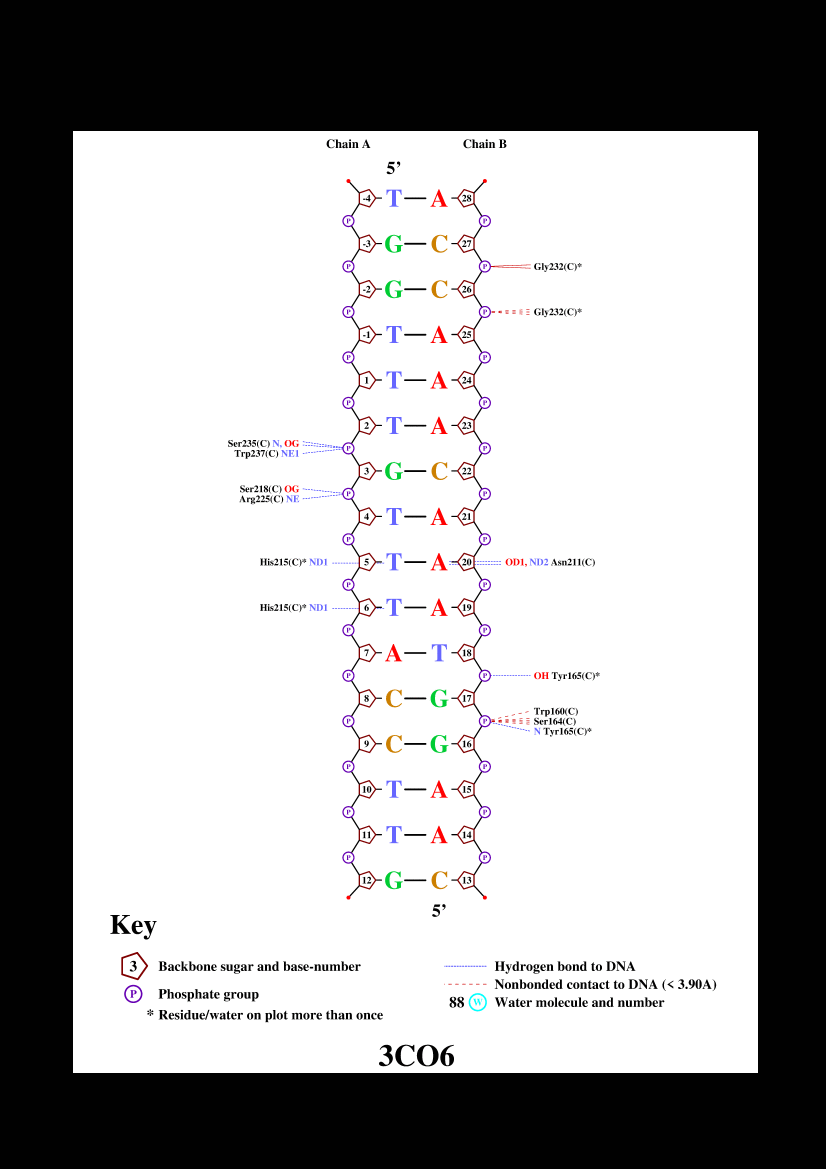 Chain A Chain B
5’
-4 T A 28
P P
-3 G C 27
P P Gly232(C)*
-2 G C 26
P P Gly232(C)*
-1 T A 25
P P
1 T A 24
P P
2 T A 23
Ser235(C) N, OG P P
Trp237(C) NE1
3 G C 22
Ser218(C) OG P P
Arg225(C) NE
4 T A 21
P P
His215(C)* ND1 5 T A 20 OD1, ND2 Asn211(C)
P P
His215(C)* ND1 6 T A 19
P P
7 A T 18
P P OH Tyr165(C)*
8 C G 17
Trp160(C)
P P Ser164(C)
N Tyr165(C)*
9 C G 16
P P
10 T A 15
P P
11 T A 14
P P
12 G C 13
5’
Key
3 Backbone sugar and base-number
P Phosphate group
* Residue/water on plot more than once
Hydrogen bond to DNA
Nonbonded contact to DNA (< 3.90A)
88 W Water molecule and number
3CO6